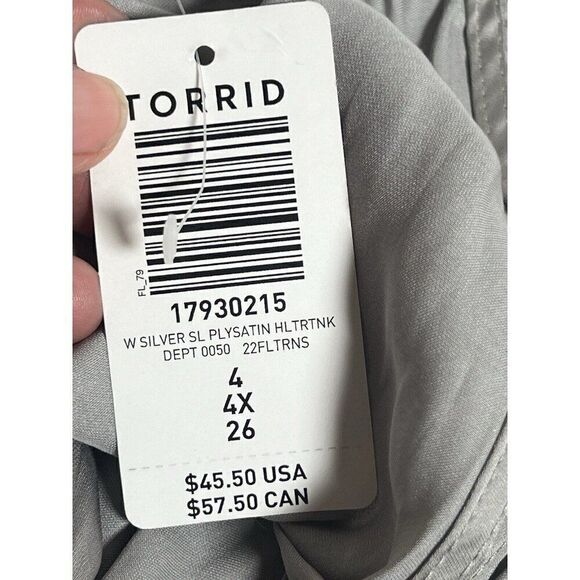 TORRID
FL_79
17930215
W SILVER SL PLYSATIN HLTRTNK
DEPT 0050 22FLTRNS
4
4X
26
$45.50 USA
$57.50 CAN